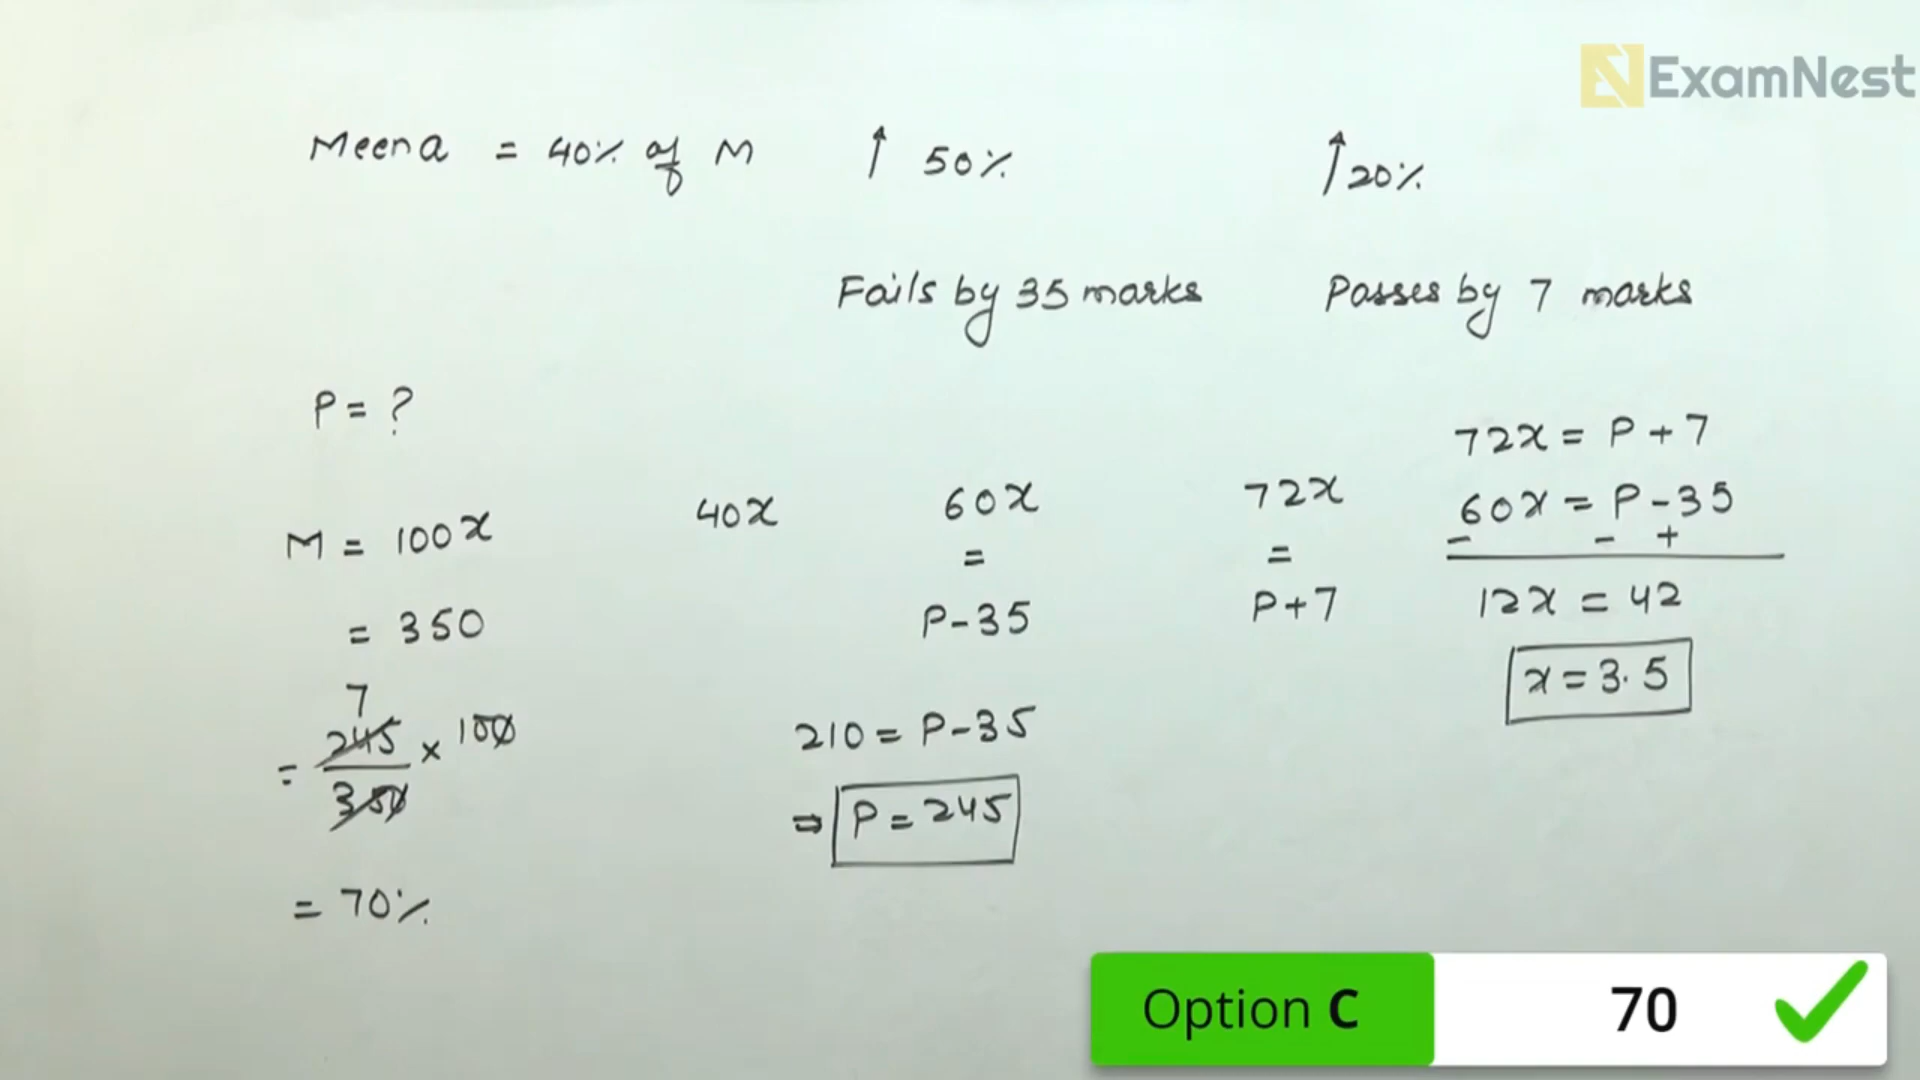 ExamNest
Meena = 40% of M ↑ 50% ↑ 20%
Fails by 35 marks Passes by 7 marks
P = ?
M = 100x
= 350
7
= 245/350 × 100
= 70%
40x
60x
=
P-35
210 = P-35
⇒ P = 245
72x
=
P+7
72x = P+7
60x = P-35
- - +
12x = 42
x = 3.5
Option C 70